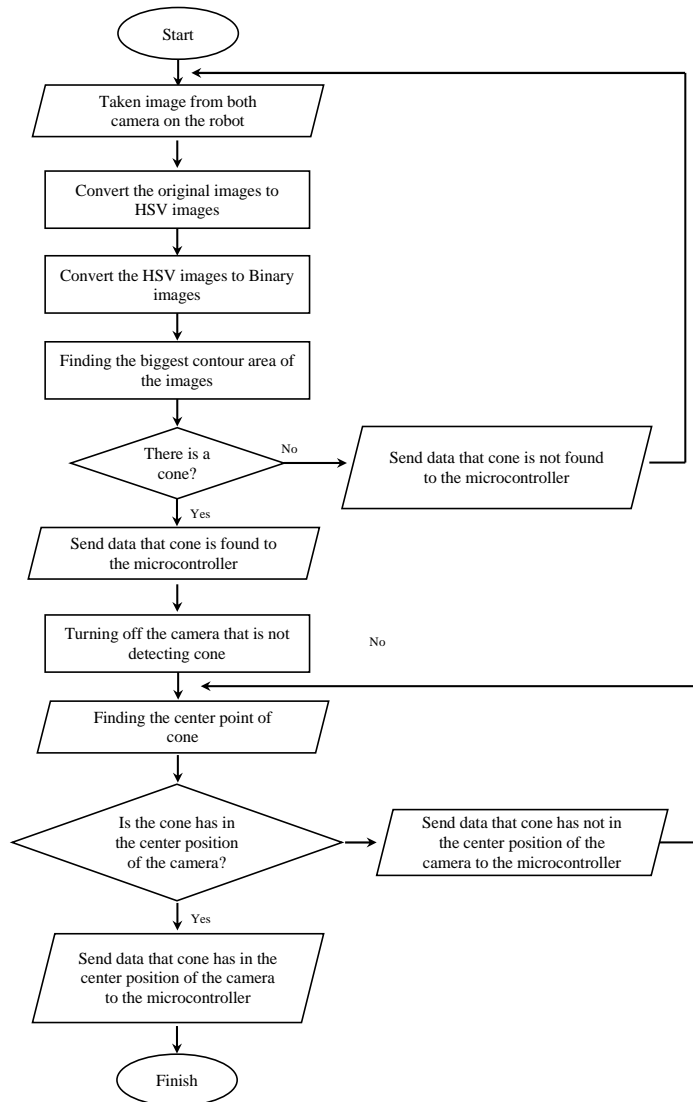 Start
Taken image from both
camera on the robot
Convert the original images to
HSV images
Convert the HSV images to Binary
images
Finding the biggest contour area of
the images
There is a
cone?
No
Send data that cone is not found
to the microcontroller
Yes
Send data that cone is found to
the microcontroller
Turning off the camera that is not
detecting cone
No
Finding the center point of
cone
Is the cone has in
the center position
of the camera?
Send data that cone has not in
the center position of the
camera to the microcontroller
Yes
Send data that cone has in the
center position of the camera
to the microcontroller
Finish